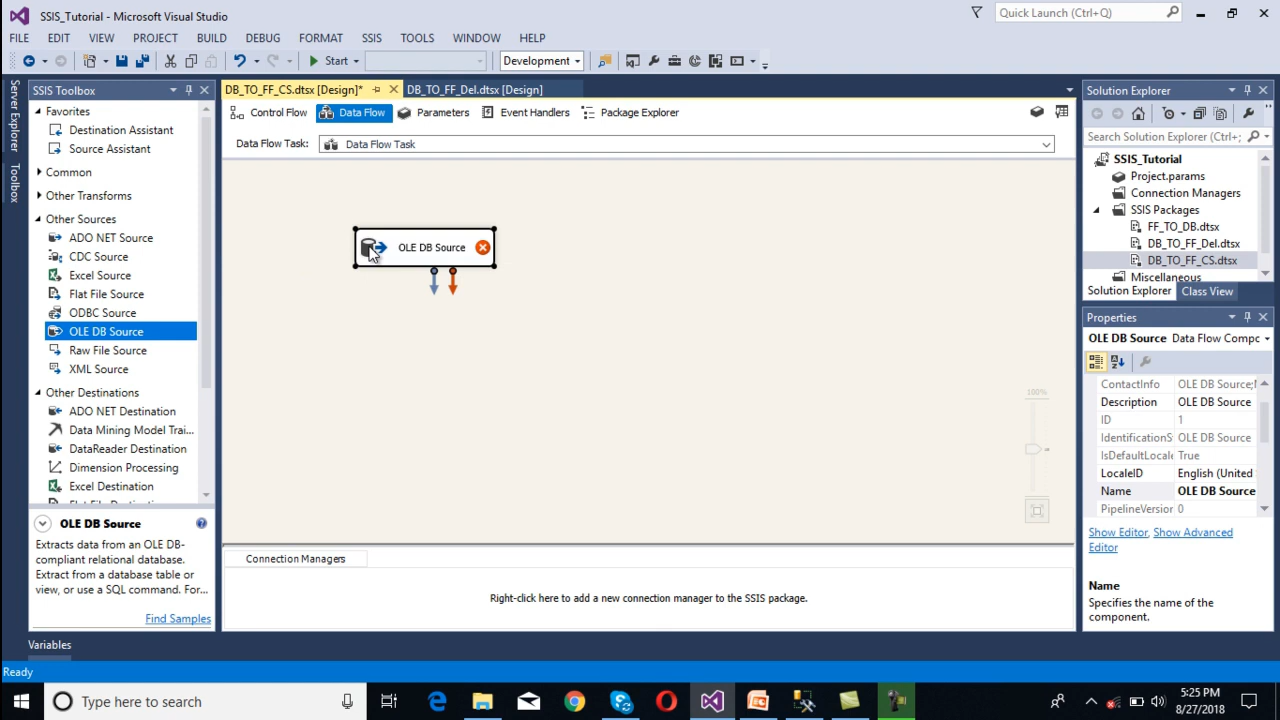 SSIS_Tutorial - Microsoft Visual Studio
Quick Launch (Ctrl+Q)
FILE EDIT VIEW PROJECT BUILD DEBUG FORMAT SSIS TOOLS WINDOW HELP
Start Development
Server Explorer
Toolbox
SSIS Toolbox
Favorites
Destination Assistant
Source Assistant
Common
Other Transforms
Other Sources
ADO NET Source
CDC Source
Excel Source
Flat File Source
ODBC Source
OLE DB Source
Raw File Source
XML Source
Other Destinations
ADO NET Destination
Data Mining Model Trai...
DataReader Destination
Dimension Processing
Excel Destination
OLE DB Source
Extracts data from an OLE DB-
compliant relational database.
Extract from a database table or
view, or use a SQL command. For...
Find Samples
DB_TO_FF_CS.dtsx [Design]* DB_TO_FF_Del.dtsx [Design]
Control Flow Data Flow Parameters Event Handlers Package Explorer
Data Flow Task: Data Flow Task
OLE DB Source
100%
Connection Managers
Right-click here to add a new connection manager to the SSIS package.
Solution Explorer
Search Solution Explorer (Ctrl+;
SSIS_Tutorial
Project.params
Connection Managers
SSIS Packages
FF_TO_DB.dtsx
DB_TO_FF_Del.dtsx
DB_TO_FF_CS.dtsx
Miscellaneous
Solution Explorer Class View
Properties
OLE DB Source Data Flow Compc
ContactInfo OLE DB Source;
Description OLE DB Source
ID 1
IdentificationS OLE DB Source
IsDefaultLocale True
LocaleID English (United
Name OLE DB Source
PipelineVersior 0
Show Editor, Show Advanced
Editor
Name
Specifies the name of the
component.
Variables
Ready
Type here to search
5:25 PM
8/27/2018